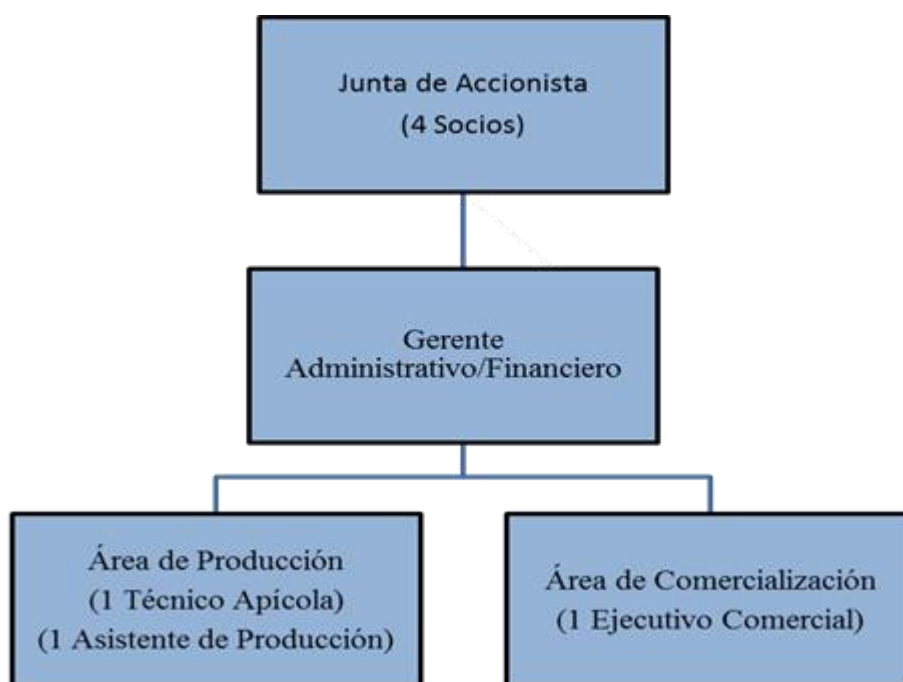 Junta de Accionista
(4 Socios)
Gerente
Administrativo/Financiero
Área de Producción
(1 Técnico Apícola)
(1 Asistente de Producción)
Área de Comercialización
(1 Ejecutivo Comercial)